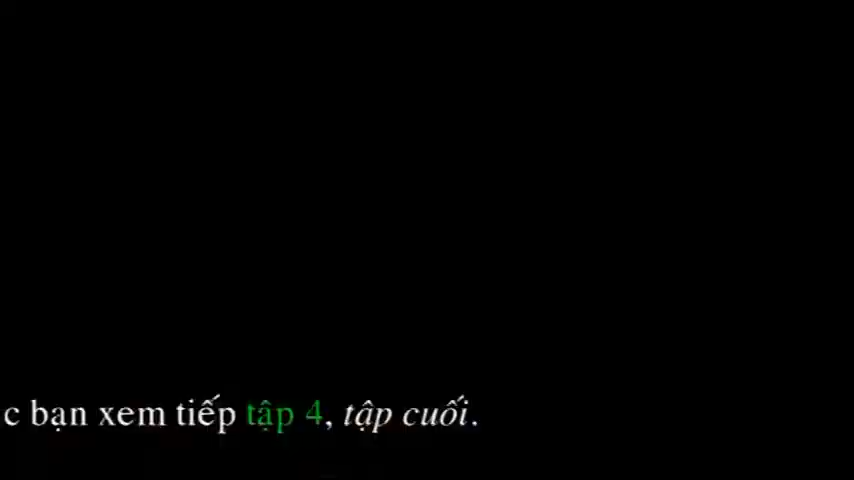 c bạn xem tiếp tập 4, tập cuối.